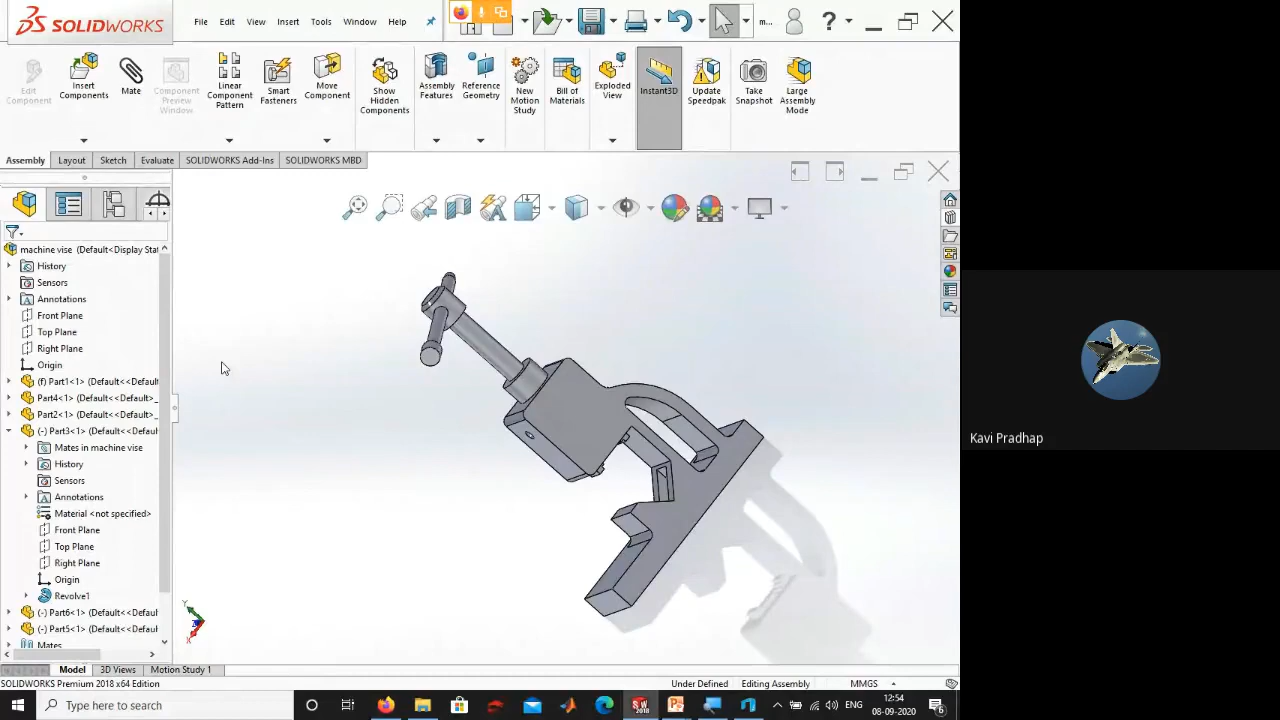 SOLIDWORKS
File Edit View Insert Tools Window Help
m...
Edit Component
Insert Components
Mate
Component Preview Window
Linear Component Pattern
Smart Fasteners
Move Component
Show Hidden Components
Assembly Features
Reference Geometry
New Motion Study
Bill of Materials
Exploded View
Instant3D
Update Speedpak
Take Snapshot
Large Assembly Mode
Assembly Layout Sketch Evaluate SOLIDWORKS Add-Ins SOLIDWORKS MBD
machine vise (Default<Display Stat
History
Sensors
Annotations
Front Plane
Top Plane
Right Plane
Origin
(f) Part1<1> (Default<<Default
Part4<1> (Default<<Default>_
Part2<1> (Default<<Default>_
(-) Part3<1> (Default<<Default
Mates in machine vise
History
Sensors
Annotations
Material <not specified>
Front Plane
Top Plane
Right Plane
Origin
Revolve1
(-) Part6<1> (Default<<Default
(-) Part5<1> (Default<<Default
Mates
Kavi Pradhap
Model 3D Views Motion Study 1
SOLIDWORKS Premium 2018 x64 Edition
Under Defined Editing Assembly MMGS
Type here to search
ENG
12:54
08-09-2020
6